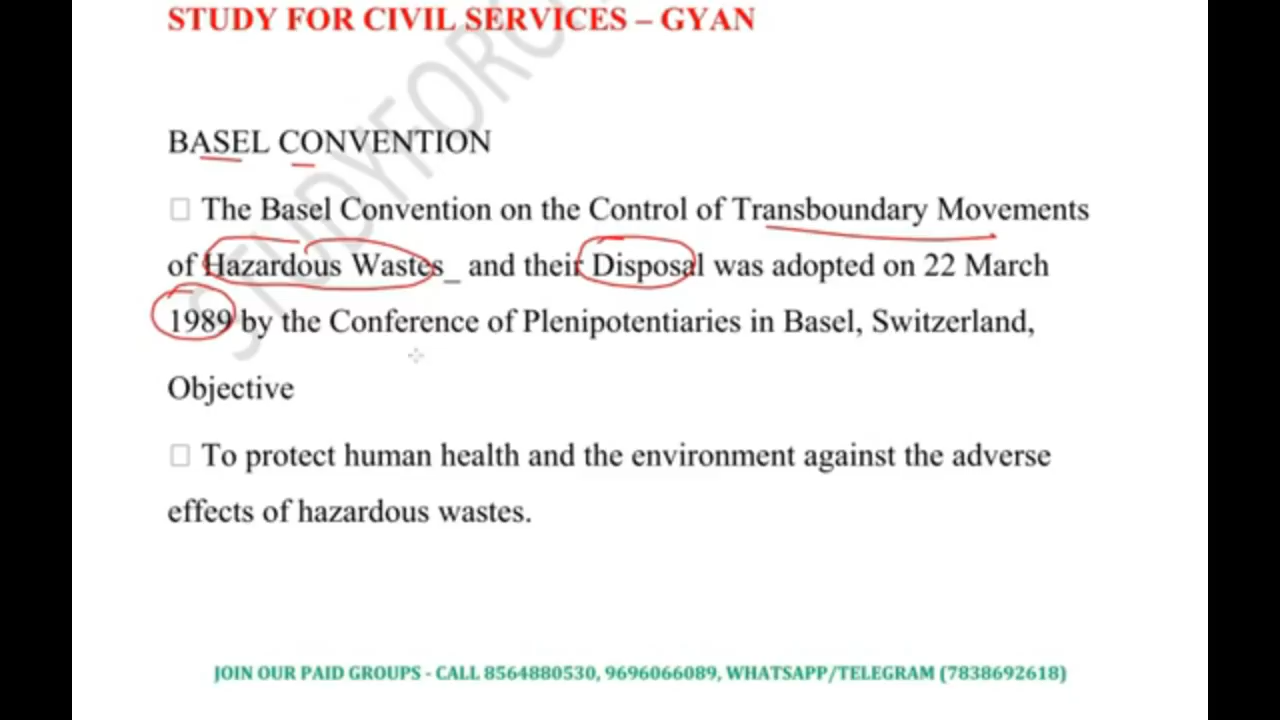 STUDY FOR CIVIL SERVICES – GYAN
BASEL CONVENTION
The Basel Convention on the Control of Transboundary Movements
of Hazardous Wastes_ and their Disposal was adopted on 22 March
1989 by the Conference of Plenipotentiaries in Basel, Switzerland,
Objective
To protect human health and the environment against the adverse
effects of hazardous wastes.
JOIN OUR PAID GROUPS - CALL 8564880530, 9696066089, WHATSAPP/TELEGRAM (7838692618)